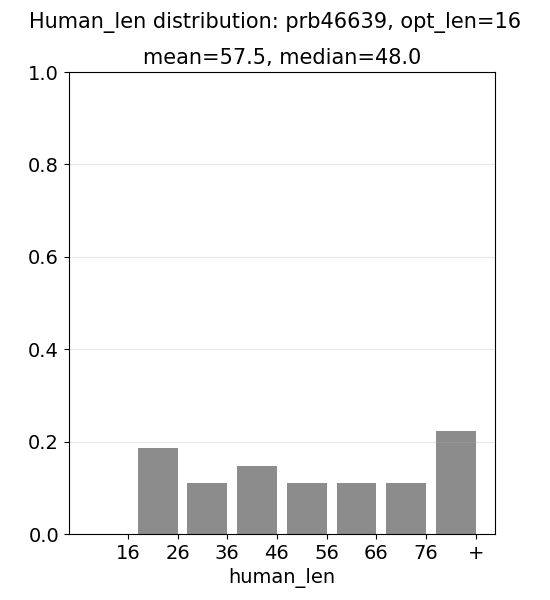 Human_len distribution: prb46639, opt_len=16
mean=57.5, median=48.0
1.0
0.8
0.6
0.4
0.2
0.0
16 26 36 46 56 66 76 +
human_len